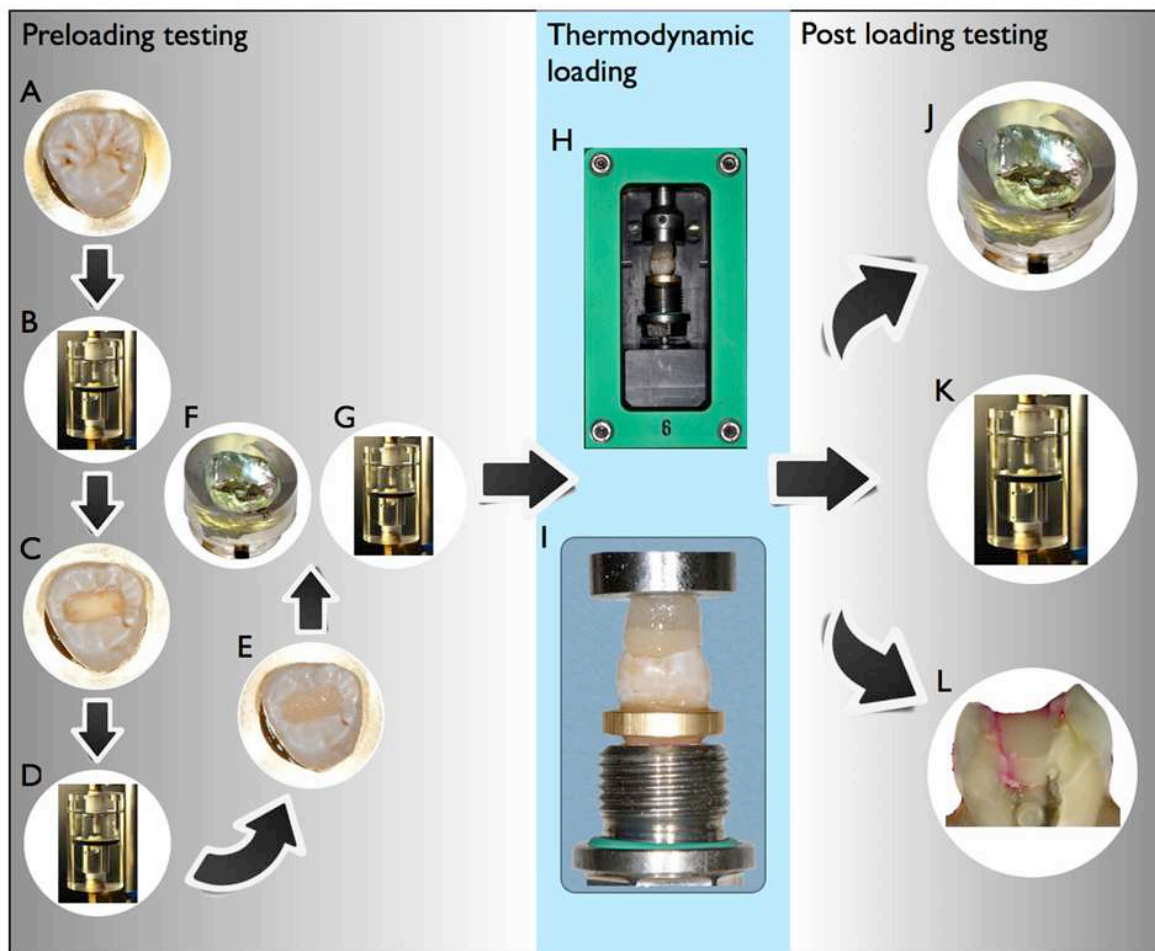 Preloading testing
Thermodynamic
loading
Post loading testing
A
B
C
D
E
F
G
H
6
I
J
K
L